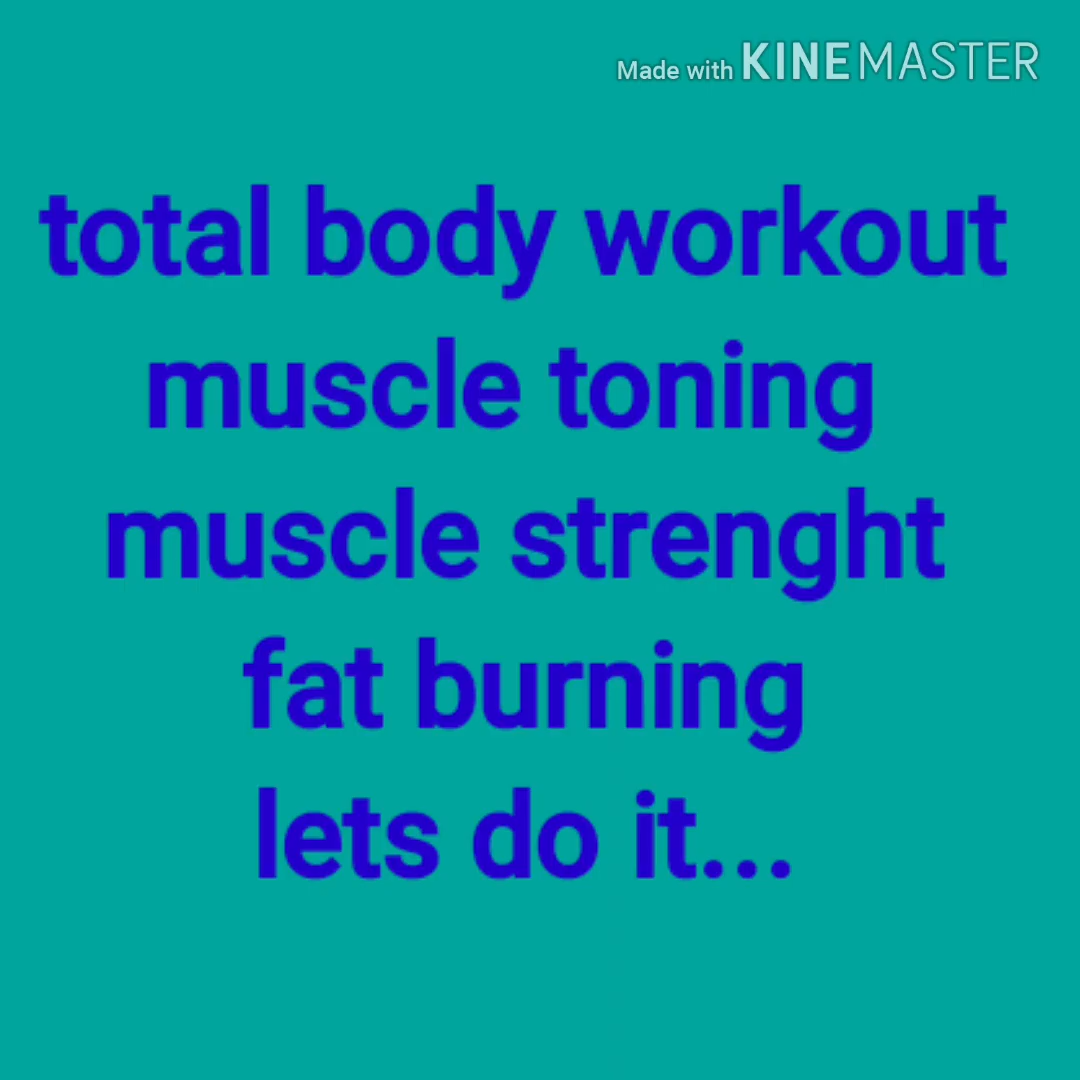 Made with KINEMASTER
total body workout
muscle toning
muscle strenght
fat burning
lets do it...